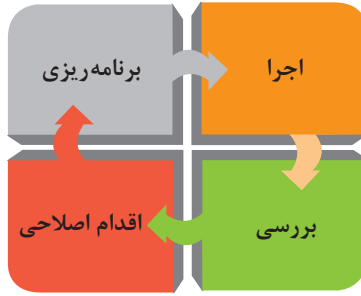 اجرا
برنامه‌ریزی
بررسی
اقدام اصلاحی